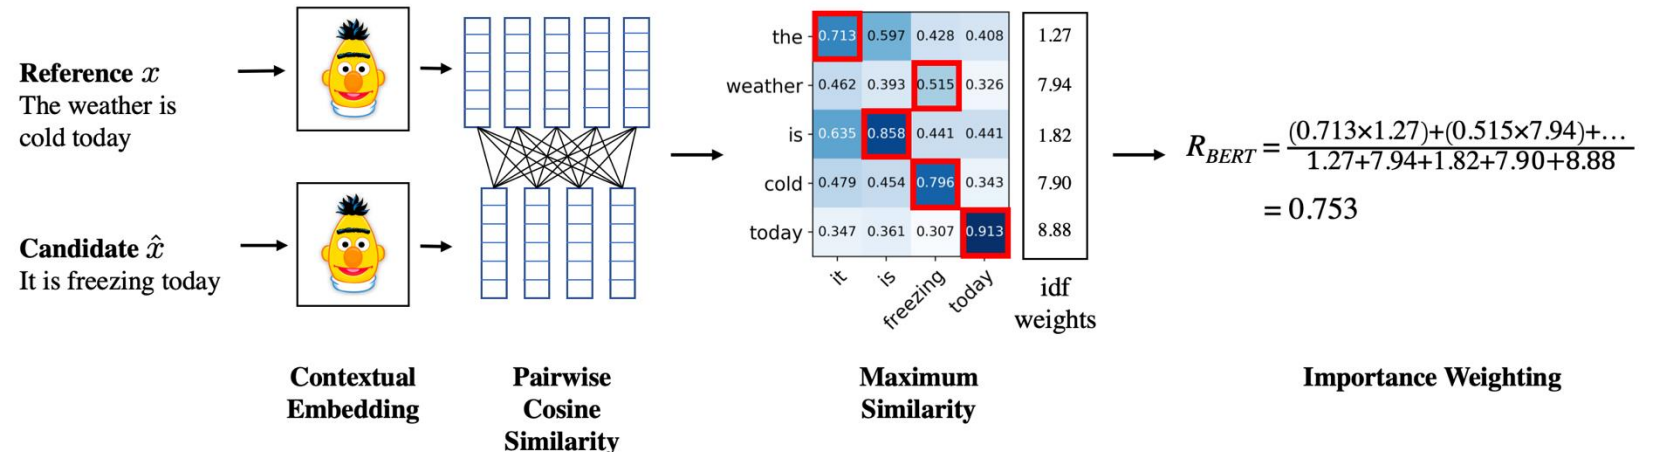 Reference x
The weather is
cold today
Candidate x̂
It is freezing today
the 0.713 0.597 0.428 0.408 1.27
weather 0.462 0.393 0.515 0.326 7.94
is 0.635 0.858 0.441 0.441 1.82
cold 0.479 0.454 0.796 0.343 7.90
today 0.347 0.361 0.307 0.913 8.88
it is freezing today
idf
weights
R_BERT = (0.713×1.27)+(0.515×7.94)+...
1.27+7.94+1.82+7.90+8.88
= 0.753
Contextual
Embedding
Pairwise
Cosine
Similarity
Maximum
Similarity
Importance Weighting